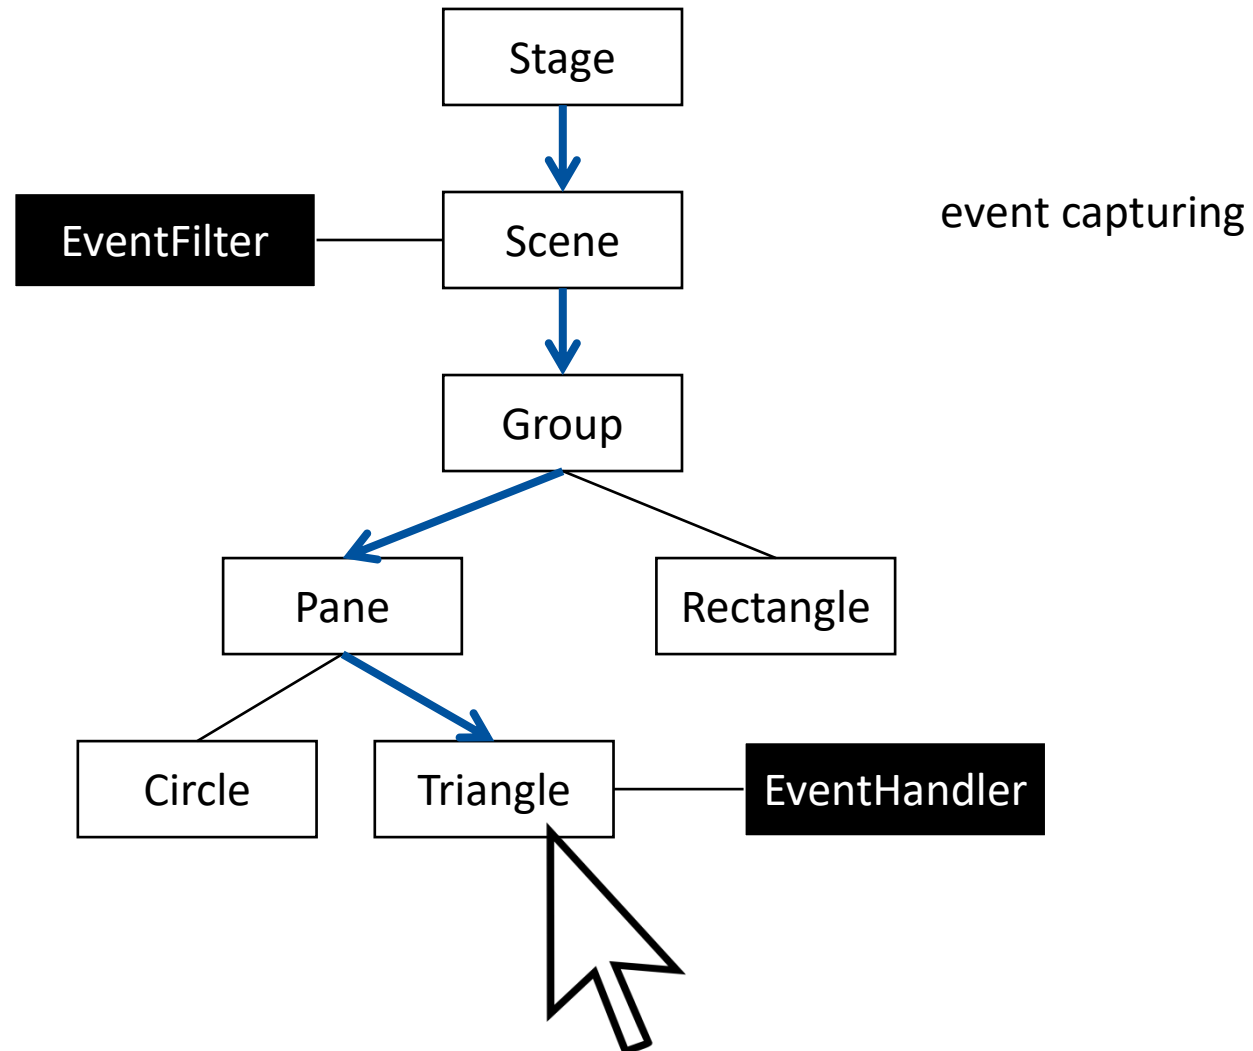 Stage
EventFilter
Scene
event capturing
Group
Pane
Rectangle
Circle
Triangle
EventHandler